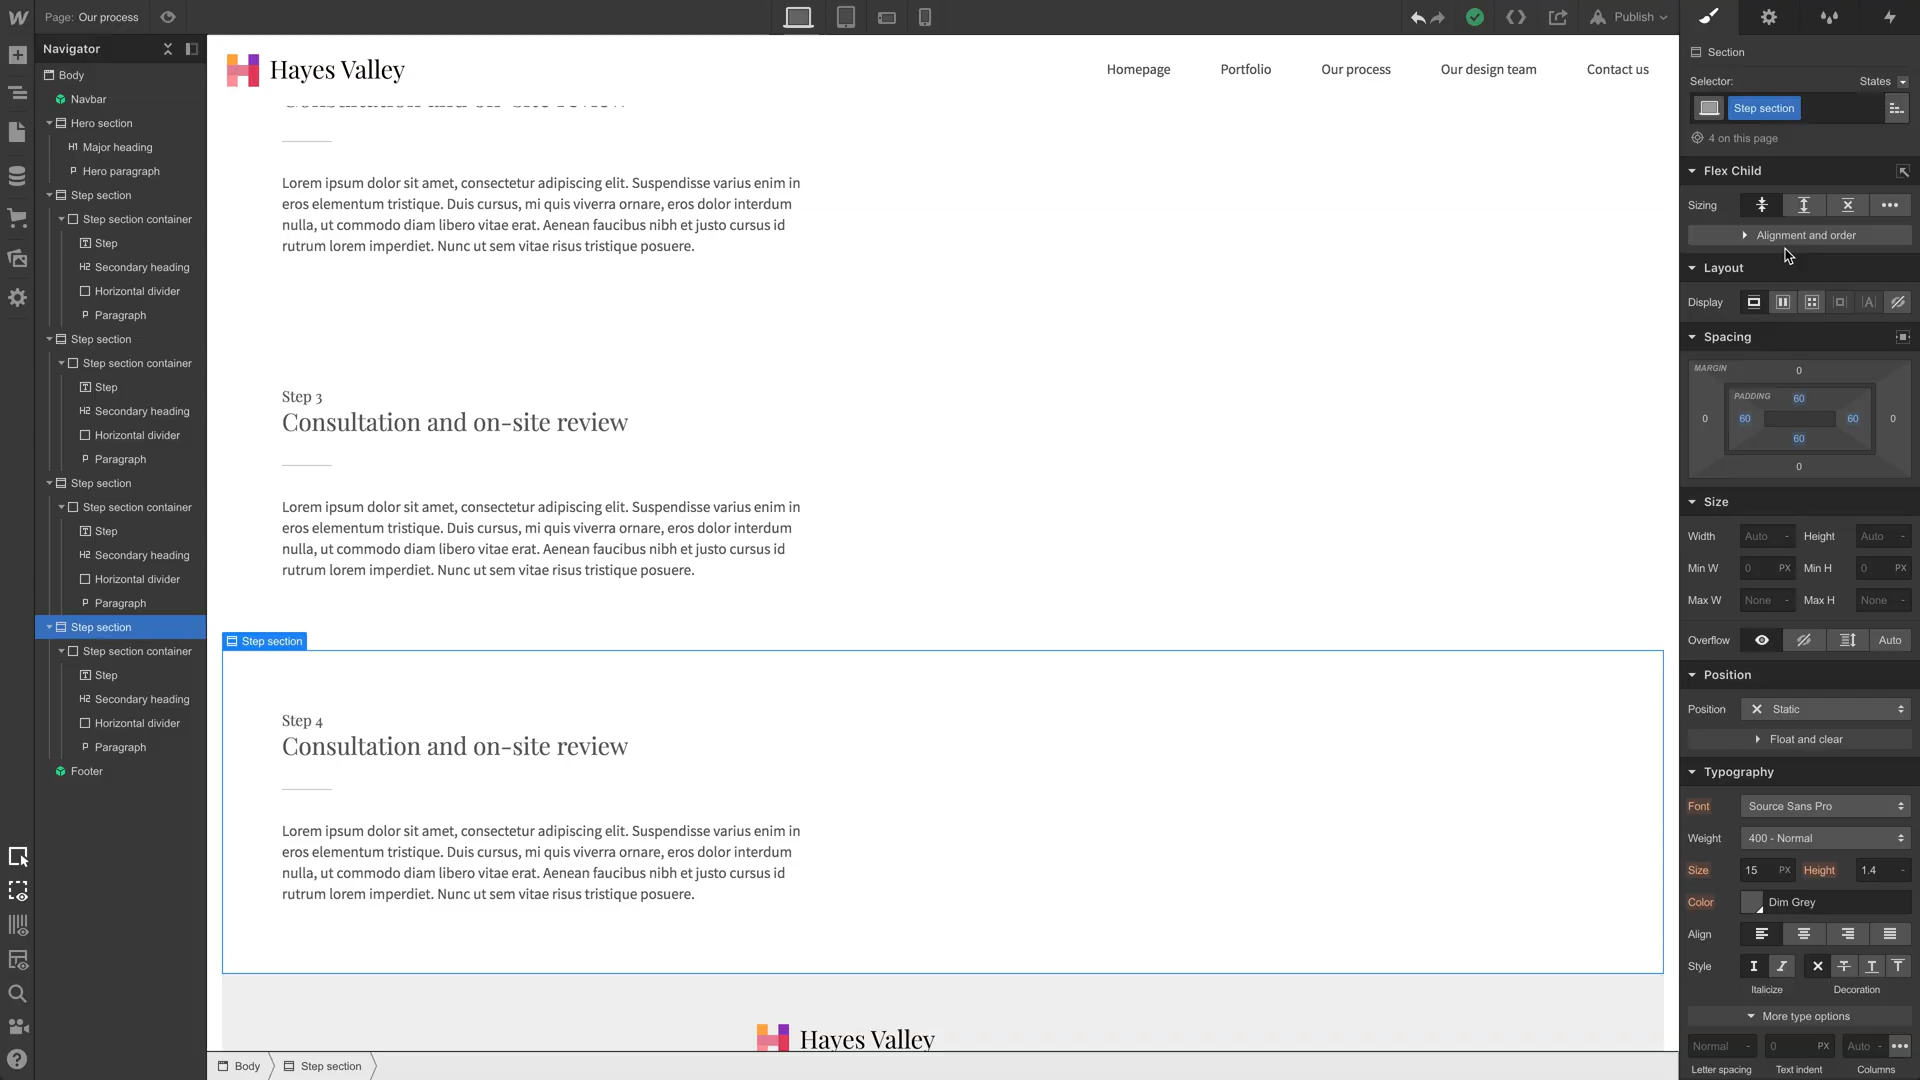 Page: Our process
Publish
Navigator
Body
Navbar
Hero section
H1 Major heading
P Hero paragraph
Step section
Step section container
Step
H2 Secondary heading
Horizontal divider
P Paragraph
Step section
Step section container
Step
H2 Secondary heading
Horizontal divider
P Paragraph
Step section
Step section container
Step
H2 Secondary heading
Horizontal divider
P Paragraph
Step section
Step section container
Step
H2 Secondary heading
Horizontal divider
P Paragraph
Footer
Hayes Valley
Homepage Portfolio Our process Our design team Contact us
Consultation and on-site review
Lorem ipsum dolor sit amet, consectetur adipiscing elit. Suspendisse varius enim in
eros elementum tristique. Duis cursus, mi quis viverra ornare, eros dolor interdum
nulla, ut commodo diam libero vitae erat. Aenean faucibus nibh et justo cursus id
rutrum lorem imperdiet. Nunc ut sem vitae risus tristique posuere.
Step 3
Consultation and on-site review
Lorem ipsum dolor sit amet, consectetur adipiscing elit. Suspendisse varius enim in
eros elementum tristique. Duis cursus, mi quis viverra ornare, eros dolor interdum
nulla, ut commodo diam libero vitae erat. Aenean faucibus nibh et justo cursus id
rutrum lorem imperdiet. Nunc ut sem vitae risus tristique posuere.
Step section
Step 4
Consultation and on-site review
Lorem ipsum dolor sit amet, consectetur adipiscing elit. Suspendisse varius enim in
eros elementum tristique. Duis cursus, mi quis viverra ornare, eros dolor interdum
nulla, ut commodo diam libero vitae erat. Aenean faucibus nibh et justo cursus id
rutrum lorem imperdiet. Nunc ut sem vitae risus tristique posuere.
Hayes Valley
Body Step section
Section
Selector: States
Step section
4 on this page
Flex Child
Sizing
Alignment and order
Layout
Display
Spacing
MARGIN
0
PADDING
60
0 60 60 0
60
0
Size
Width Auto - Height Auto -
Min W 0 PX Min H 0 PX
Max W None - Max H None -
Overflow Auto
Position
Position Static
Float and clear
Typography
Font Source Sans Pro
Weight 400 - Normal
Size 15 PX Height 1.4 -
Color Dim Grey
Align
Style
Italicize Decoration
More type options
Normal - 0 PX Auto -
Letter spacing Text indent Columns